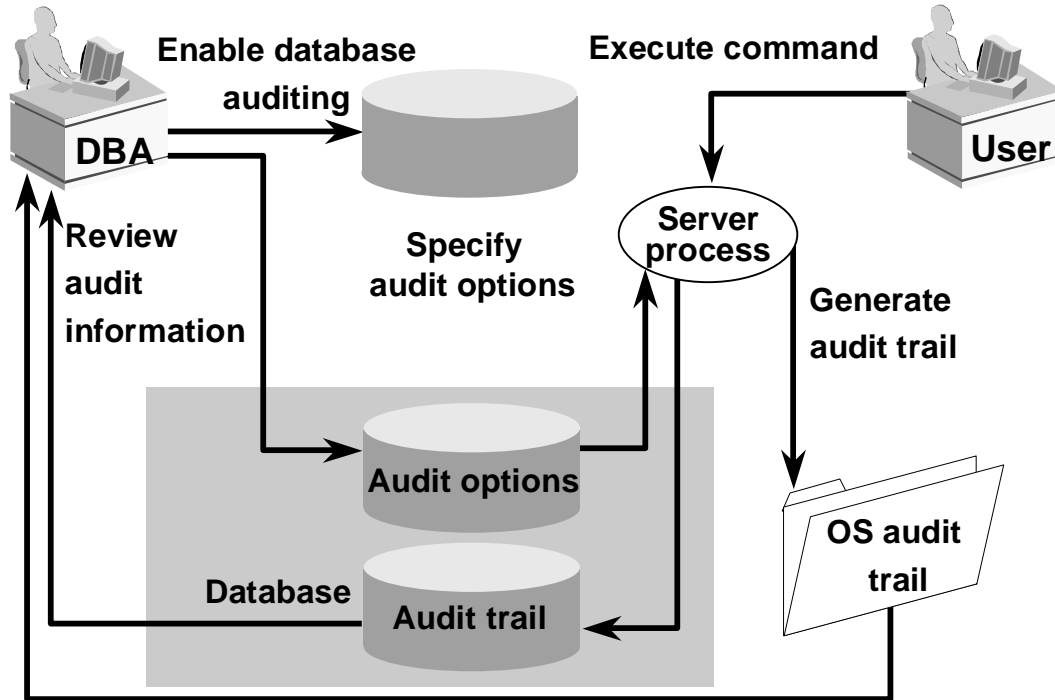 Enable database
auditing
Execute command
DBA
User
Review
audit
information
Specify
audit options
Server
process
Generate
audit trail
Audit options
OS audit
trail
Database
Audit trail